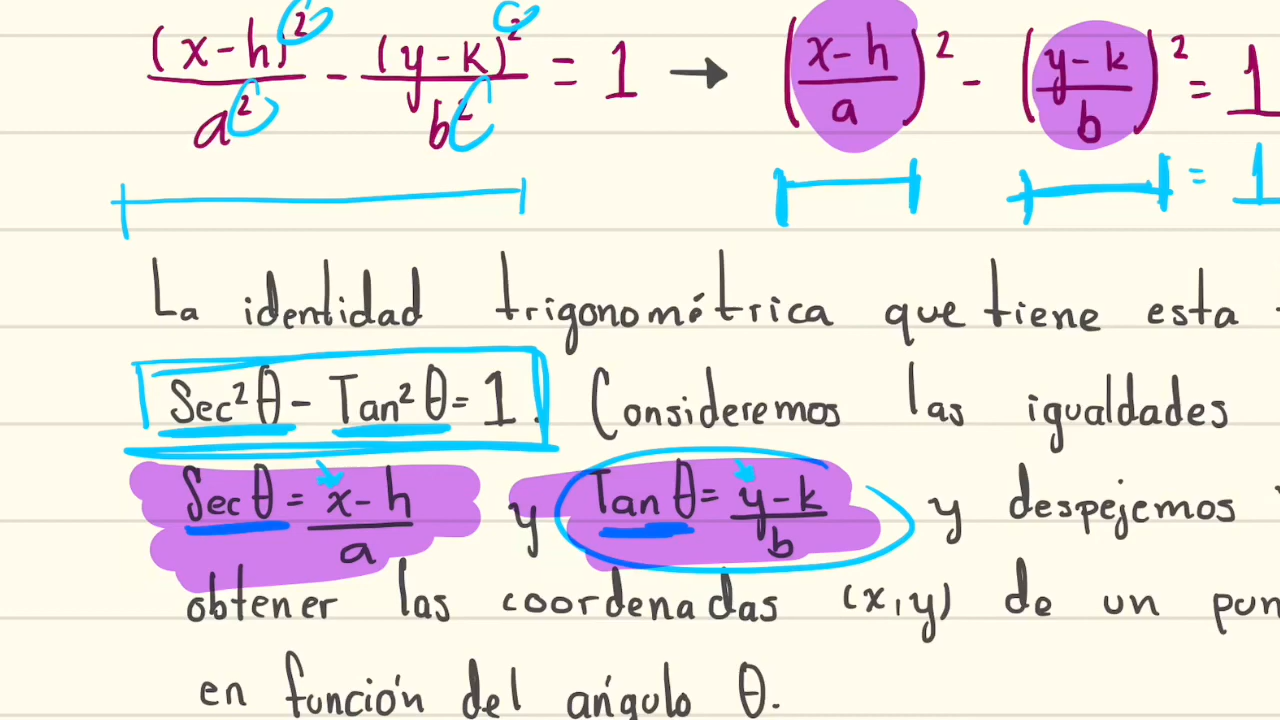 (x-h)²/a² - (y-k)²/b² = 1 → ((x-h)/a)² - ((y-k)/b)² = 1
= 1
La identidad trigonométrica que tiene esta
Sec²θ - Tan²θ = 1. Consideremos las igualdades
Sec θ = (x-h)/a y Tan θ = (y-k)/b y despejemos
obtener las coordenadas (x,y) de un pun
en función del ángulo θ.